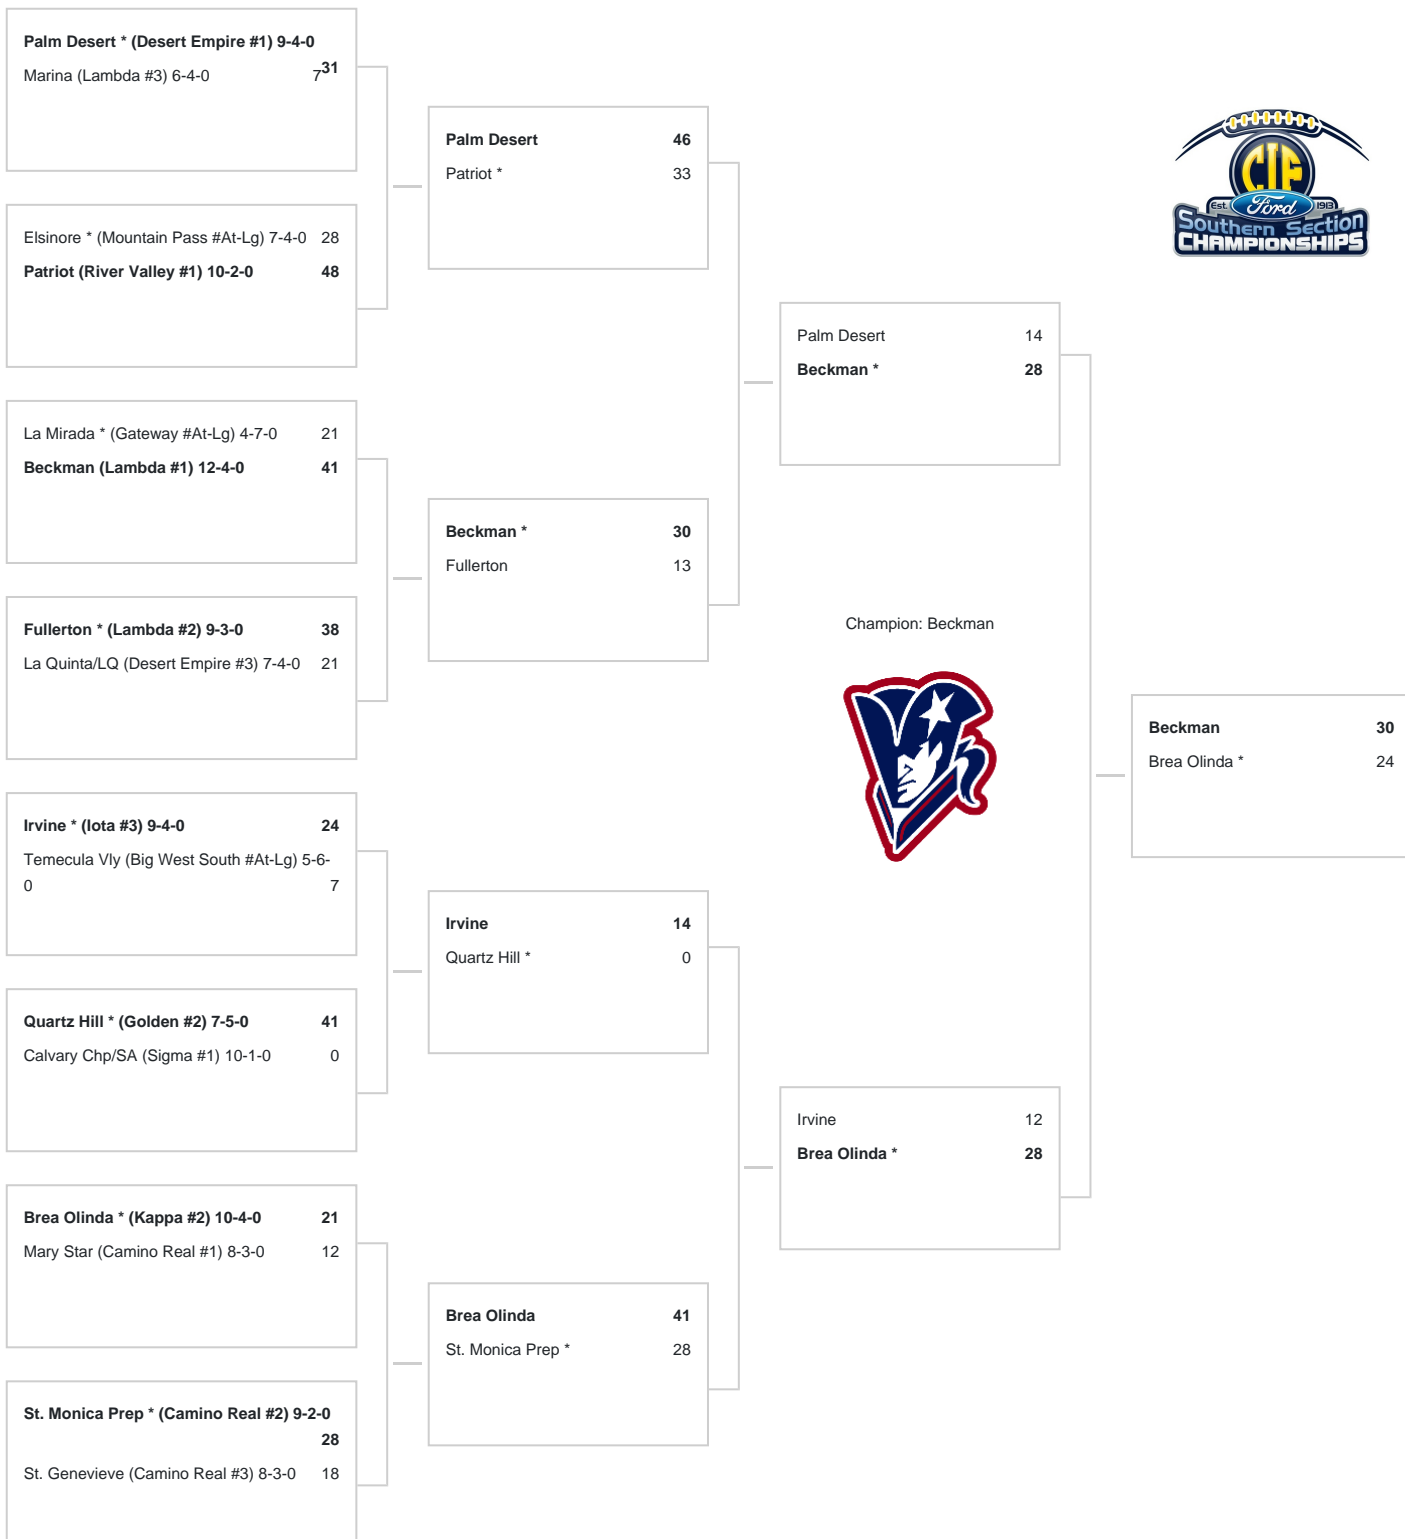 Palm Desert * (Desert Empire #1) 9-4-0
31
Marina (Lambda #3) 6-4-0 7
Elsinore * (Mountain Pass #At-Lg) 7-4-0 28
Patriot (River Valley #1) 10-2-0 48
La Mirada * (Gateway #At-Lg) 4-7-0 21
Beckman (Lambda #1) 12-4-0 41
Fullerton * (Lambda #2) 9-3-0 38
La Quinta/LQ (Desert Empire #3) 7-4-0 21
Irvine * (Iota #3) 9-4-0 24
Temecula Vly (Big West South #At-Lg) 5-6-
0 7
Quartz Hill * (Golden #2) 7-5-0 41
Calvary Chp/SA (Sigma #1) 10-1-0 0
Brea Olinda * (Kappa #2) 10-4-0 21
Mary Star (Camino Real #1) 8-3-0 12
St. Monica Prep * (Camino Real #2) 9-2-0
28
St. Genevieve (Camino Real #3) 8-3-0 18
Palm Desert 46
Patriot * 33
Beckman * 30
Fullerton 13
Irvine 14
Quartz Hill * 0
Brea Olinda 41
St. Monica Prep * 28
Palm Desert 14
Beckman * 28
Champion: Beckman
Irvine 12
Brea Olinda * 28
CIF
Est. Ford 1913
Southern Section
CHAMPIONSHIPS
Beckman 30
Brea Olinda * 24